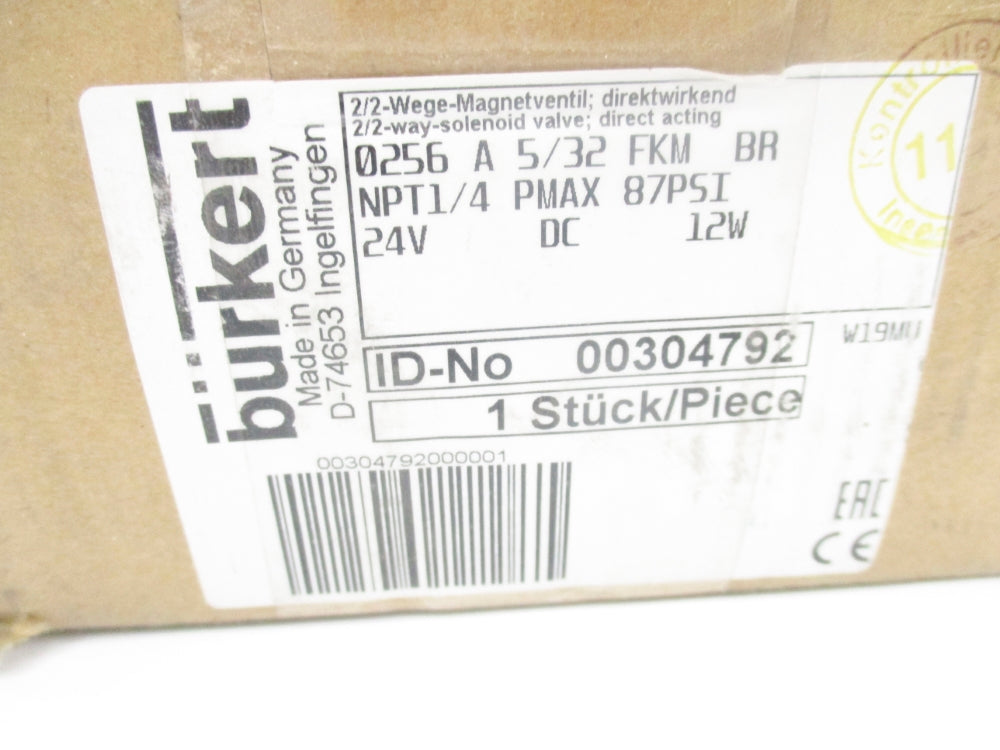 bürkert
Made in Germany
D-74653 Ingelfingen
2/2-Wege-Magnetventil; direktwirkend
2/2-way-solenoid valve; direct acting
0256 A 5/32 FKM BR
NPT1/4 PMAX 87PSI
24V DC 12W
ID-No 00304792
W19MU
1 Stück/Piece
00304792000001
EAC
CE
11